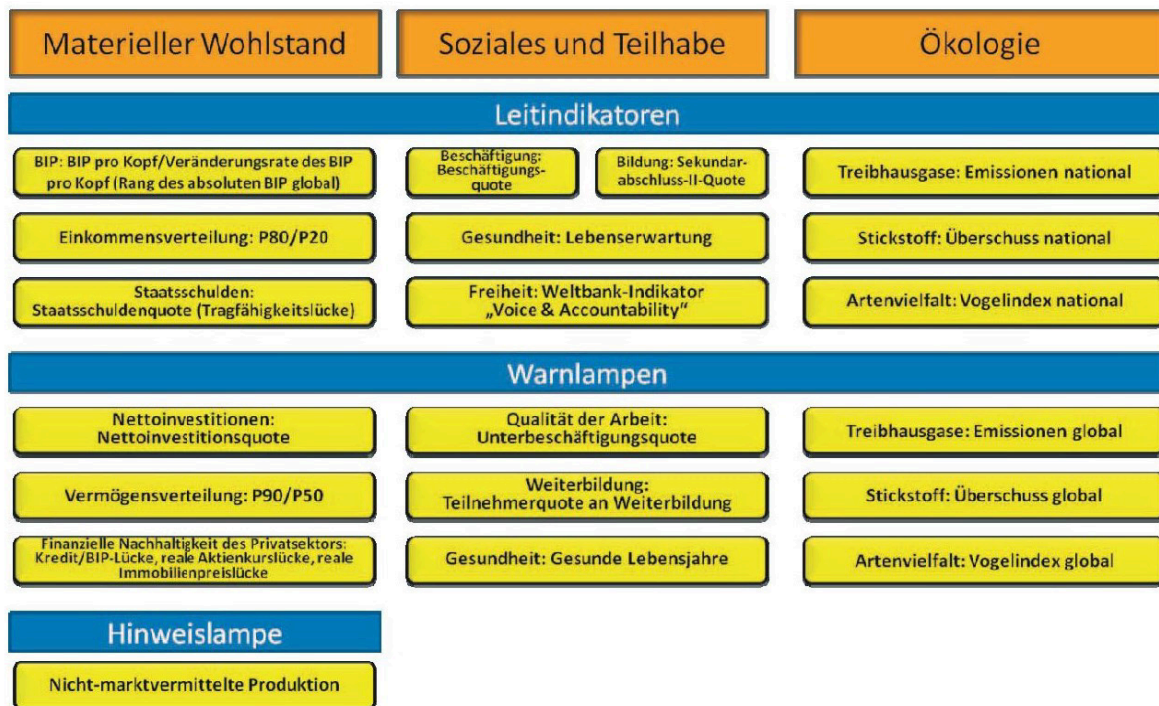 Materieller Wohlstand
Soziales und Teilhabe
Ökologie
Leitindikatoren
BIP: BIP pro Kopf/Veränderungsrate des BIP
pro Kopf (Rang des absoluten BIP global)
Beschäftigung:
Beschäftigungs-
quote
Bildung: Sekundar-
abschluss-II-Quote
Treibhausgase: Emissionen national
Einkommensverteilung: P80/P20
Gesundheit: Lebenserwartung
Stickstoff: Überschuss national
Staatsschulden:
Staatsschuldenquote (Tragfähigkeitslücke)
Freiheit: Weltbank-Indikator
„Voice & Accountability“
Artenvielfalt: Vogelindex national
Warnlampen
Nettoinvestitionen:
Nettoinvestitionsquote
Qualität der Arbeit:
Unterbeschäftigungsquote
Treibhausgase: Emissionen global
Vermögensverteilung: P90/P50
Weiterbildung:
Teilnehmerquote an Weiterbildung
Stickstoff: Überschuss global
Finanzielle Nachhaltigkeit des Privatsektors:
Kredit/BIP-Lücke, reale Aktienkurslücke, reale
Immobilienpreislücke
Gesundheit: Gesunde Lebensjahre
Artenvielfalt: Vogelindex global
Hinweislampe
Nicht-marktvermittelte Produktion